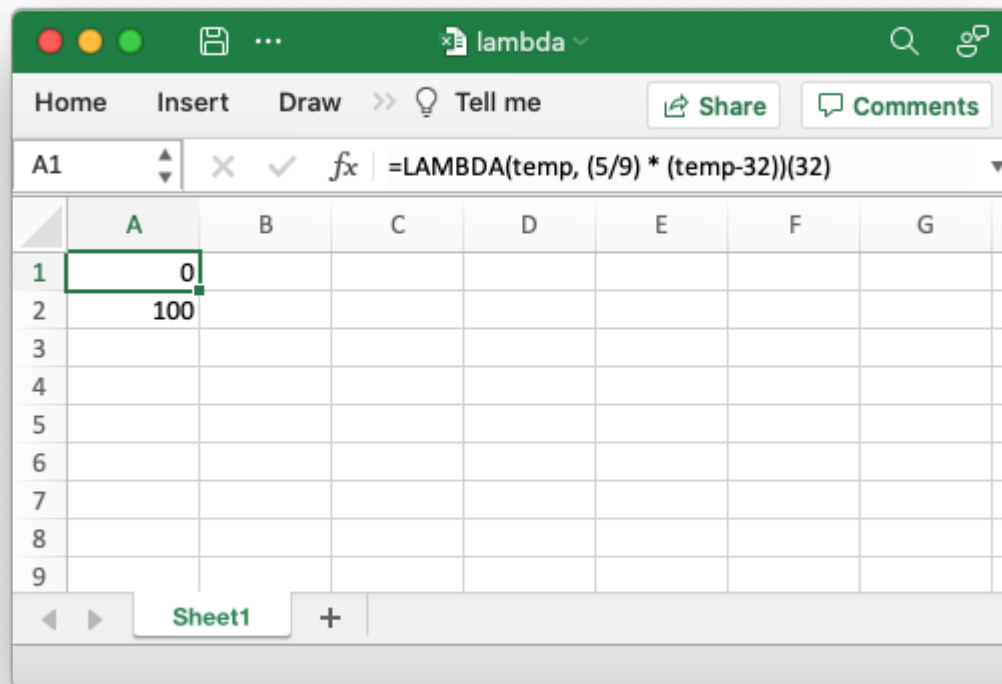 lambda
Home Insert Draw Tell me Share Comments
A1 fx =LAMBDA(temp, (5/9) * (temp-32))(32)
A B C D E F G
1 0
2 100
3
4
5
6
7
8
9
Sheet1 +